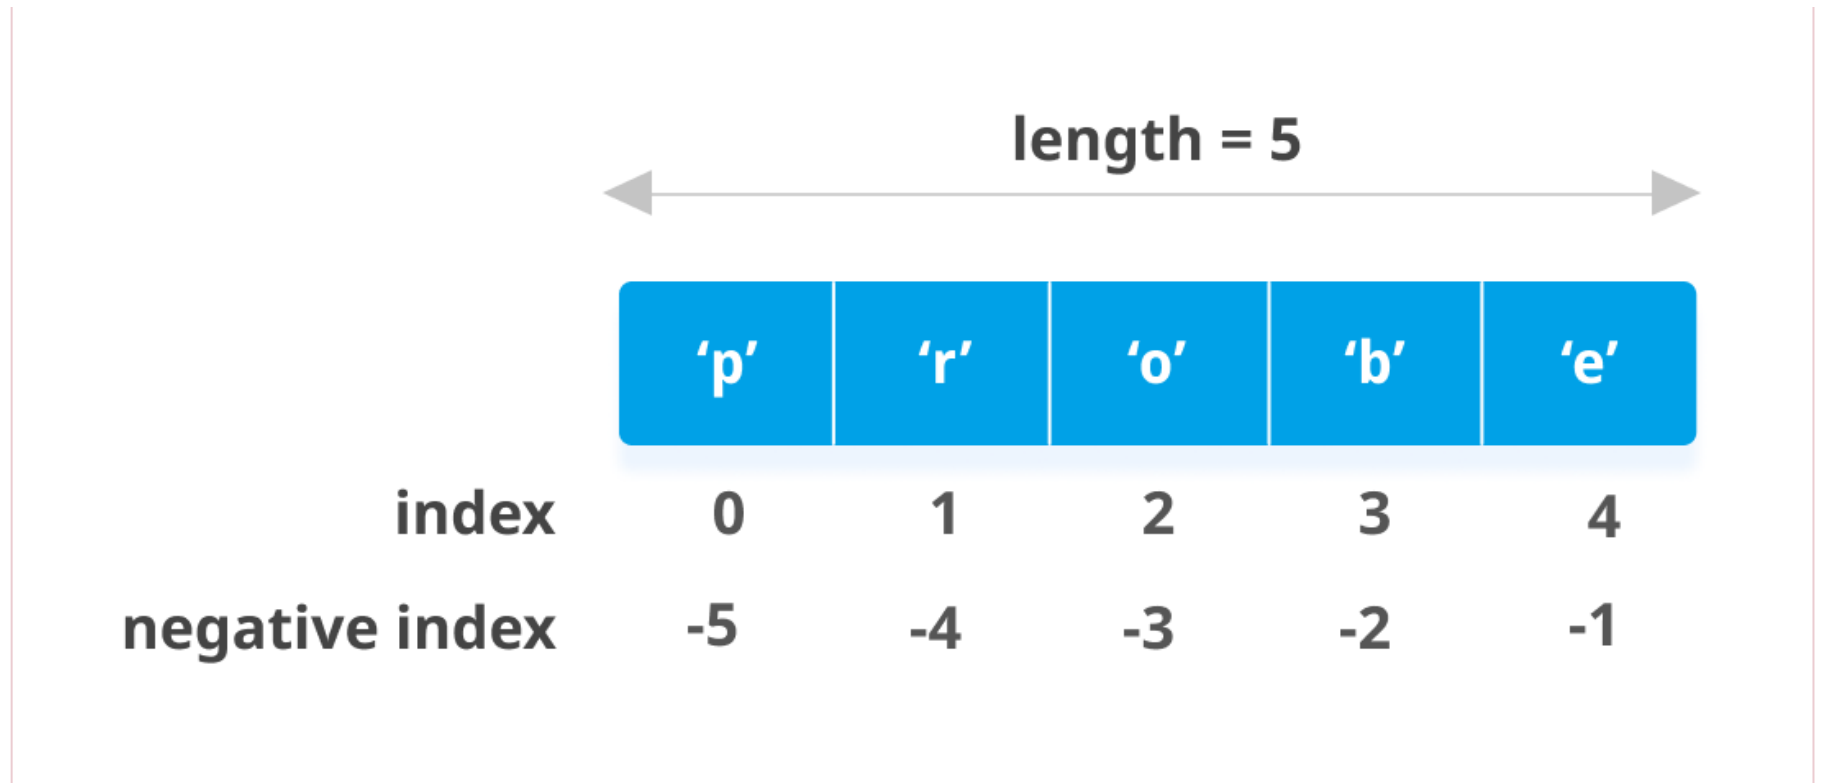 length = 5
‘p’ ‘r’ ‘o’ ‘b’ ‘e’
index 0 1 2 3 4
negative index -5 -4 -3 -2 -1